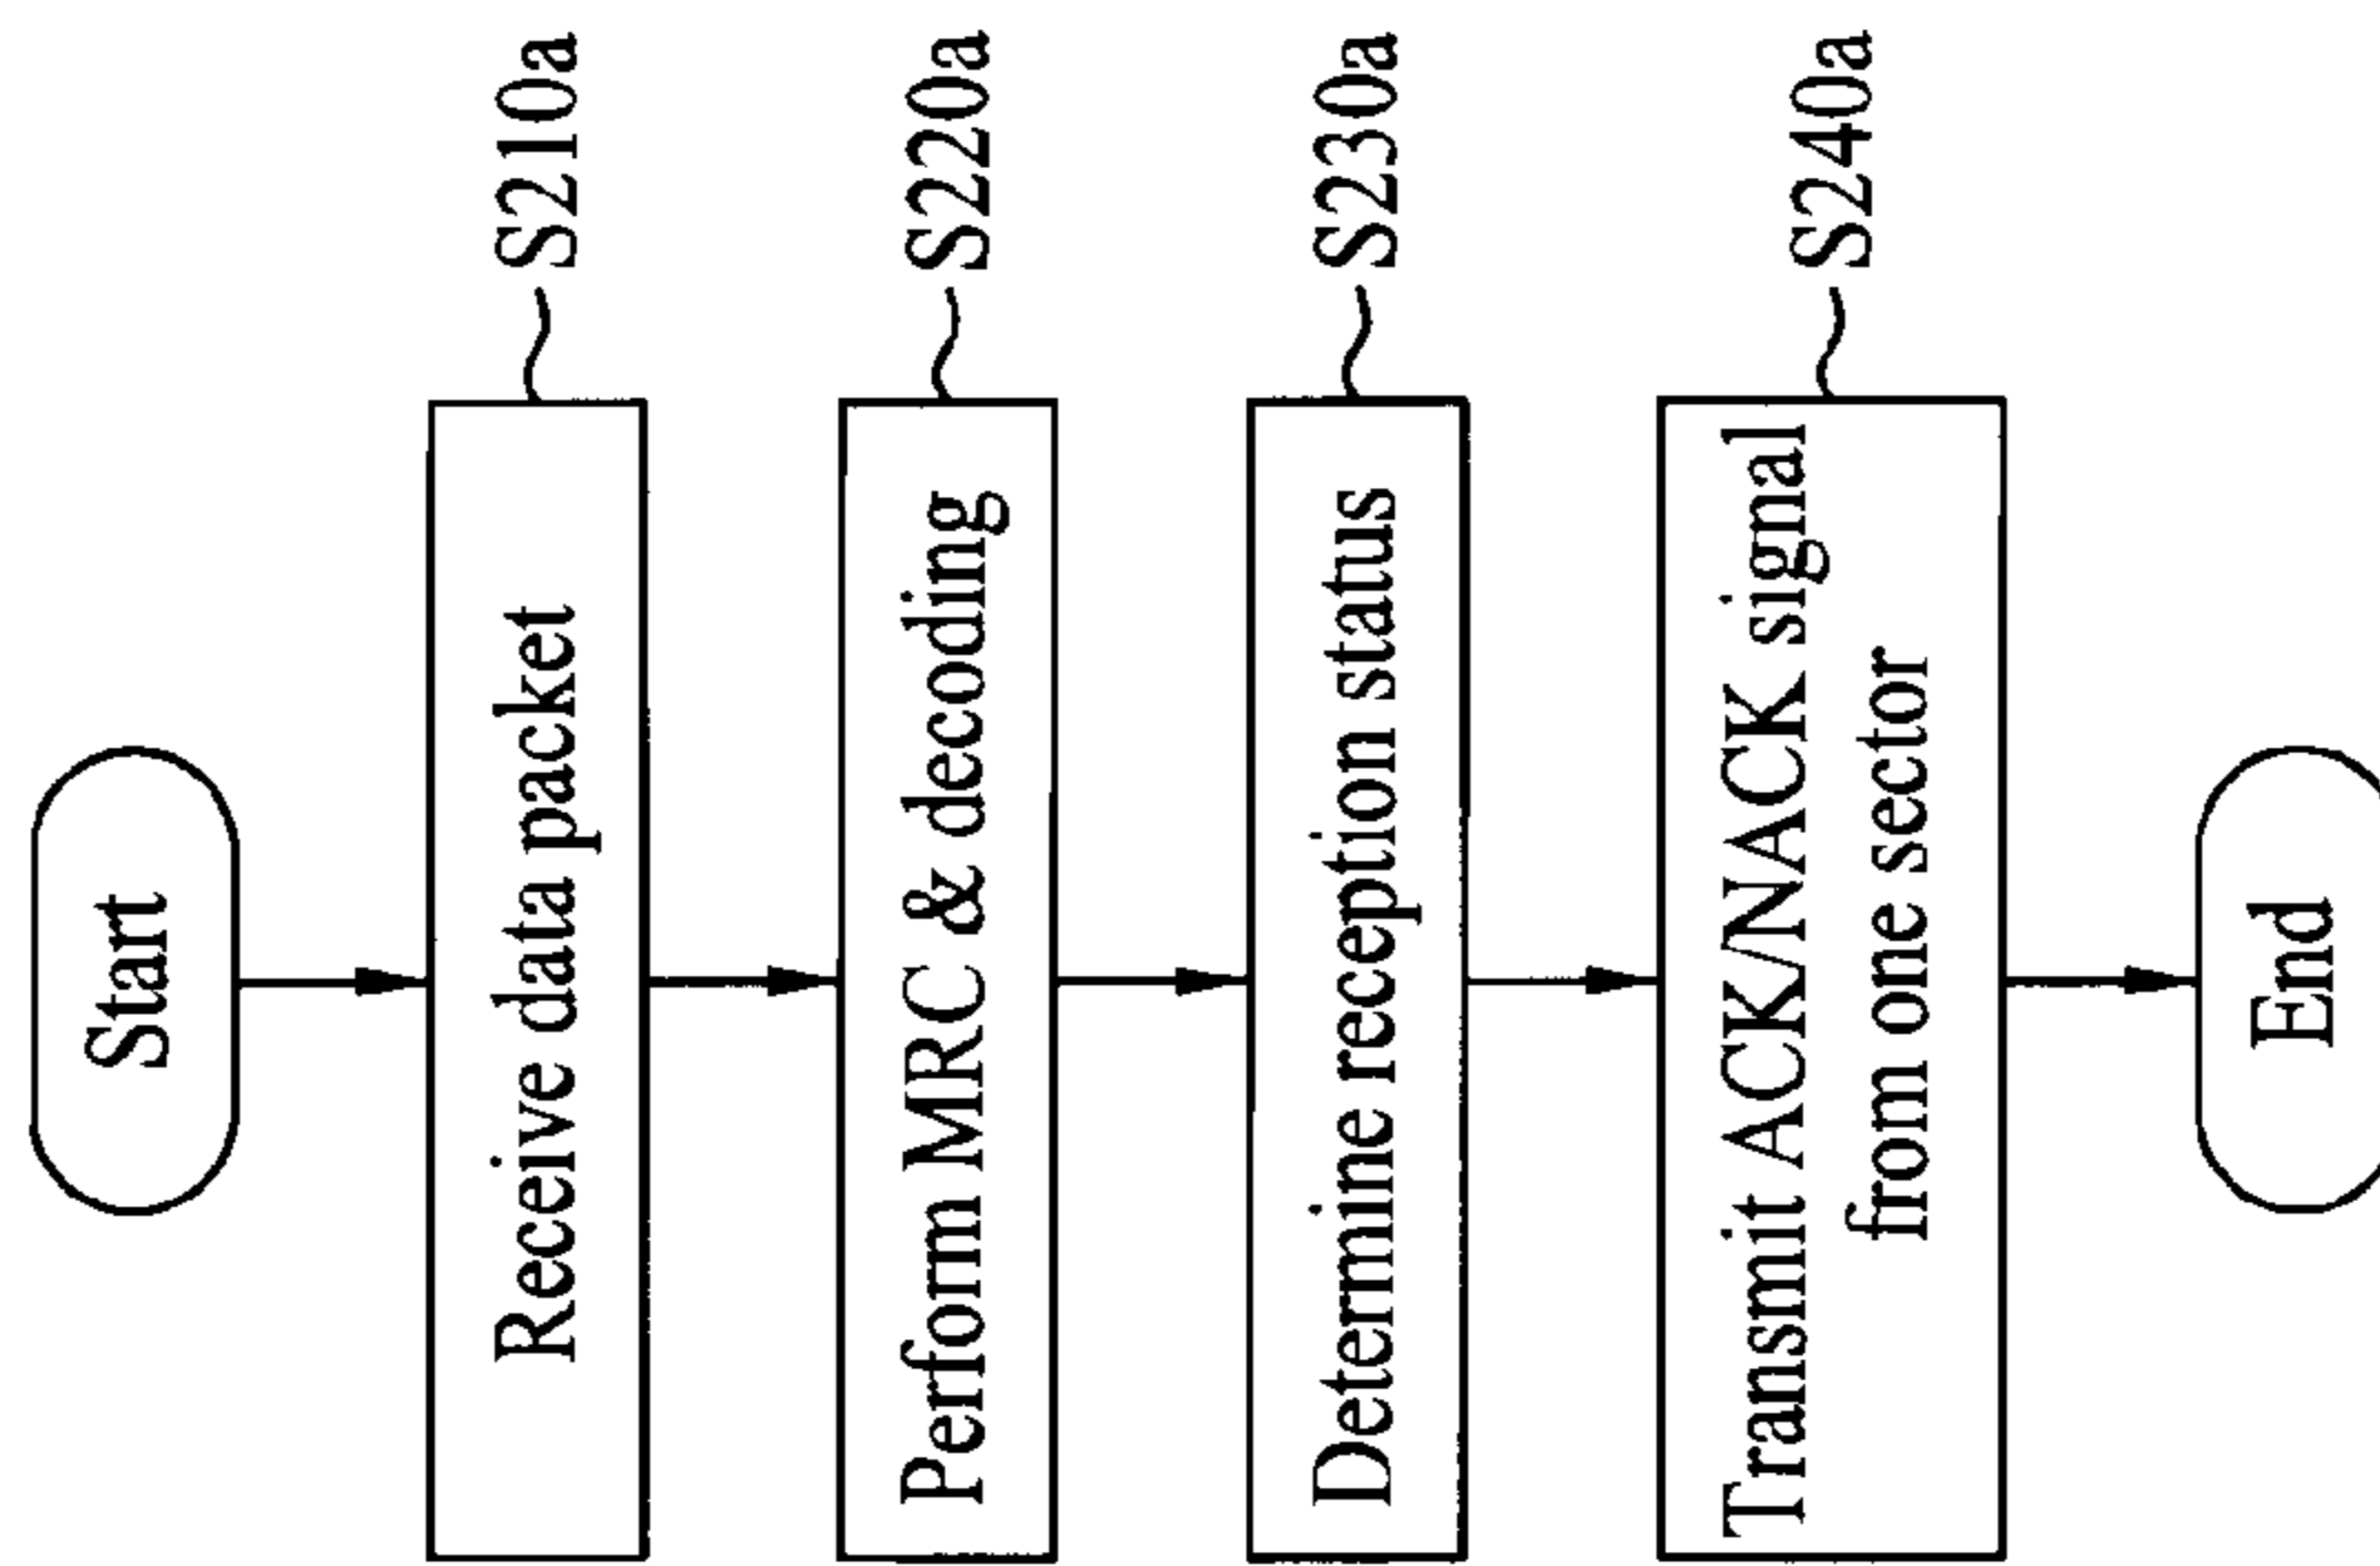 Start
Receive data packet
S210a
Perform MRC & decoding
S220a
Determine reception status
S230a
Transmit ACK/NACK signal
from one sector
S240a
End